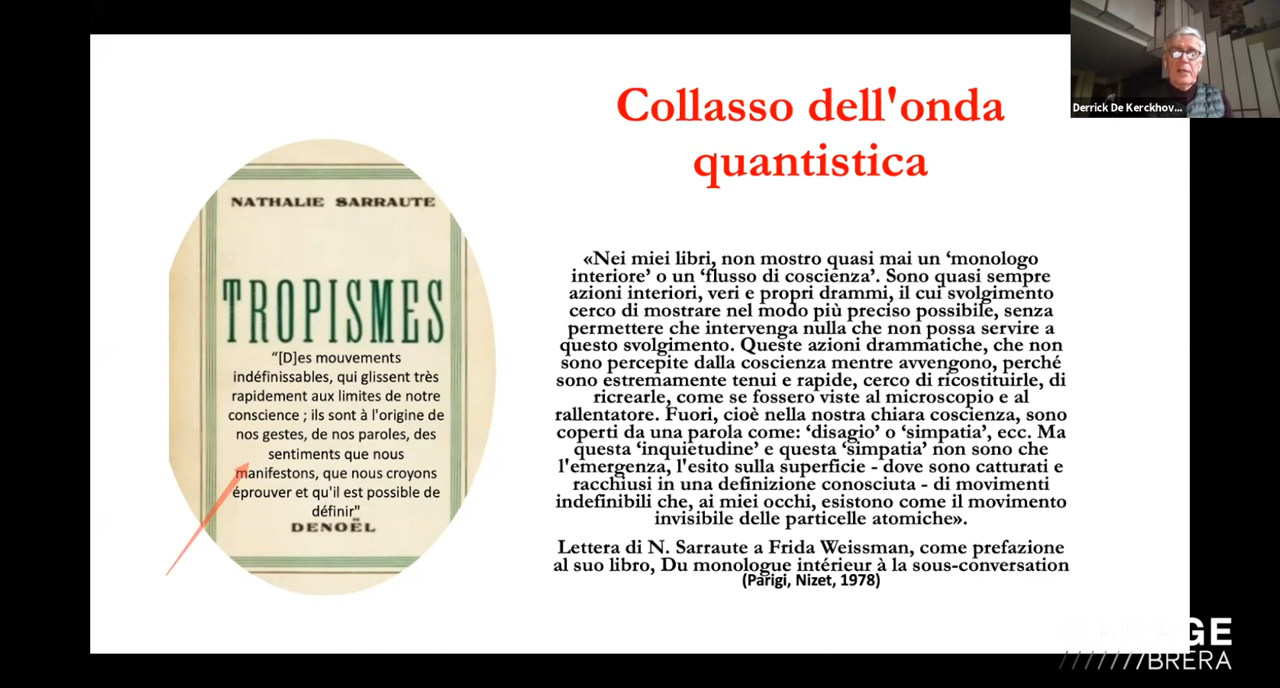 Collasso dell'onda
quantistica
Derrick De Kerckhov...
NATHALIE SARRAUTE
TROPISMES
“[D]es mouvements
indéfinissables, qui glissent très
rapidement aux limites de notre
conscience ; ils sont à l'origine de
nos gestes, de nos paroles, des
sentiments que nous
manifestons, que nous croyons
éprouver et qu'il est possible de
définir"
DENOËL
«Nei miei libri, non mostro quasi mai un ‘monologo
interiore’ o un ‘flusso di coscienza’. Sono quasi sempre
azioni interiori, veri e propri drammi, il cui svolgimento
cerco di mostrare nel modo più preciso possibile, senza
permettere che intervenga nulla che non possa servire a
questo svolgimento. Queste azioni drammatiche, che non
sono percepite dalla coscienza mentre avvengono, perché
sono estremamente tenui e rapide, cerco di ricostituirle, di
ricrearle, come se fossero viste al microscopio e al
rallentatore. Fuori, cioè nella nostra chiara coscienza, sono
coperti da una parola come: ‘disagio’ o ‘simpatia’, ecc. Ma
questa ‘inquietudine’ e questa ‘simpatia’ non sono che
l'emergenza, l'esito sulla superficie - dove sono catturati e
racchiusi in una definizione conosciuta - di movimenti
indefinibili che, ai miei occhi, esistono come il movimento
invisibile delle particelle atomiche».
Lettera di N. Sarraute a Frida Weissman, come prefazione
al suo libro, Du monologue intérieur à la sous-conversation
(Parigi, Nizet, 1978)
GARAGE
///////BRERA